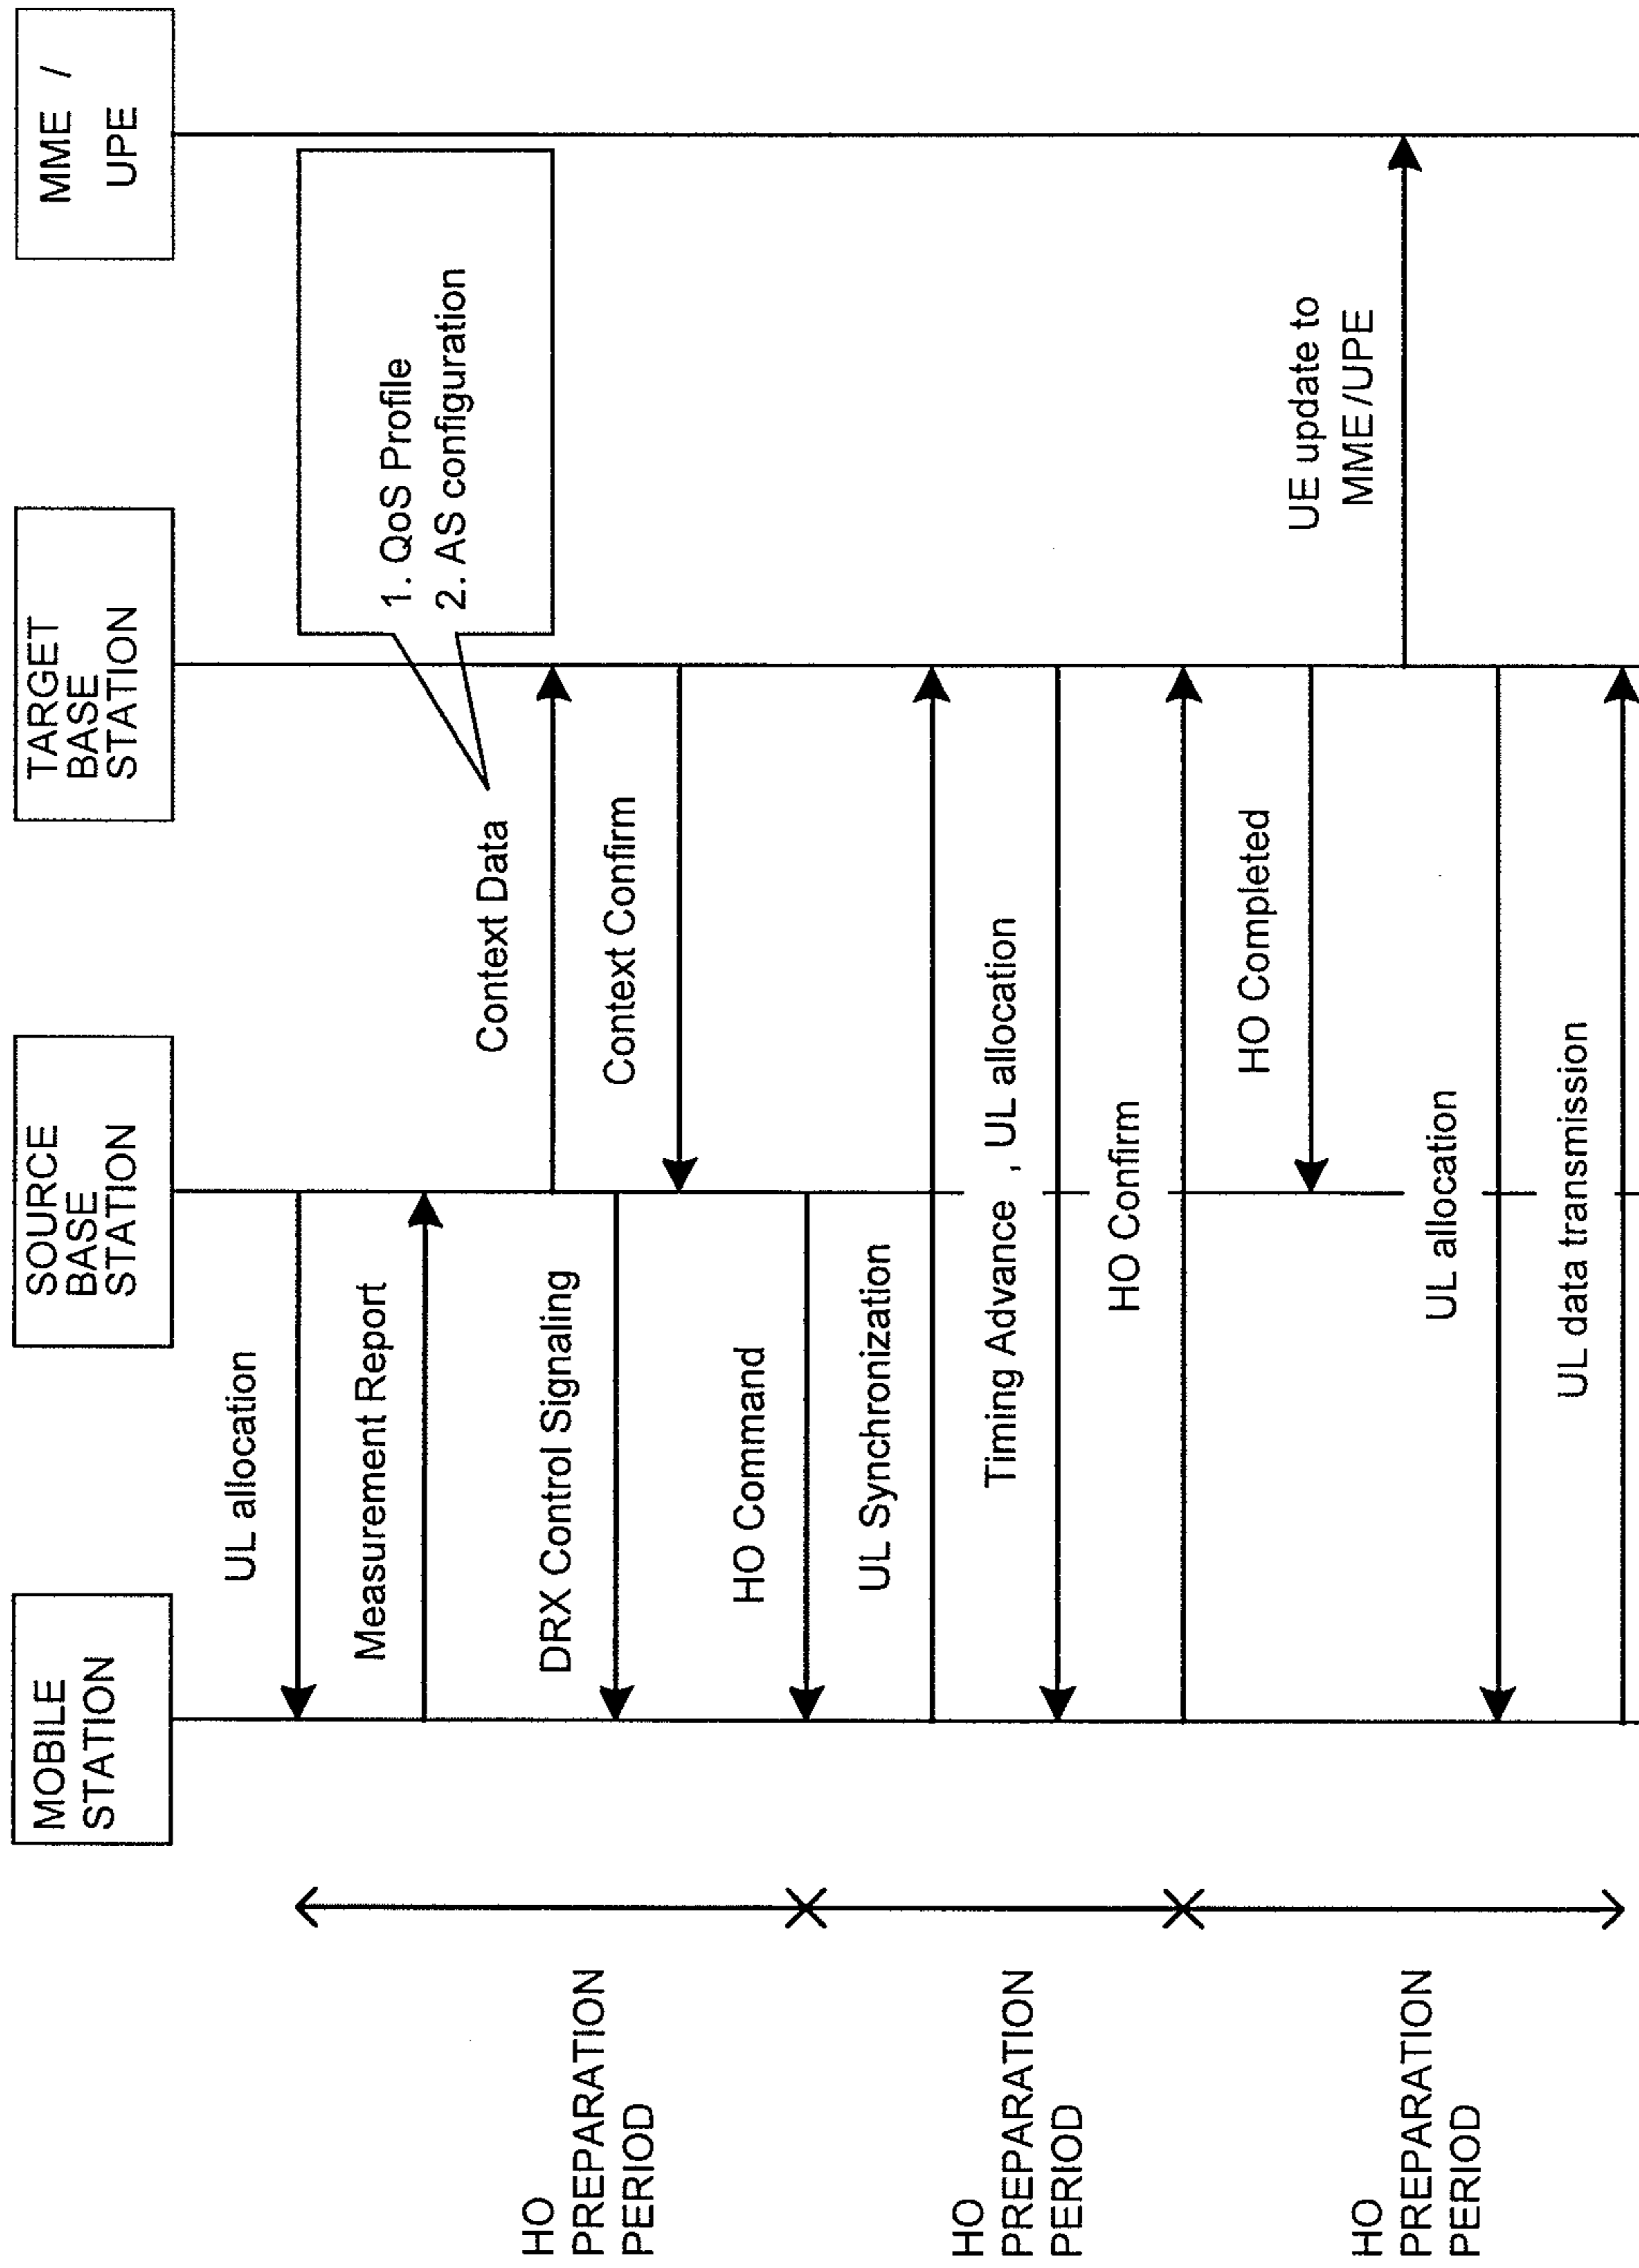 MOBILE
STATION
SOURCE
BASE
STATION
TARGET
BASE
STATION
MME /
UPE
UL allocation
Measurement Report
1. QoS Profile
2. AS configuration
Context Data
DRX Control Signaling
Context Confirm
HO Command
UL Synchronization
Timing Advance , UL allocation
HO Confirm
HO Completed
UE update to
MME/UPE
UL allocation
UL data transmission
HO
PREPARATION
PERIOD
HO
PREPARATION
PERIOD
HO
PREPARATION
PERIOD